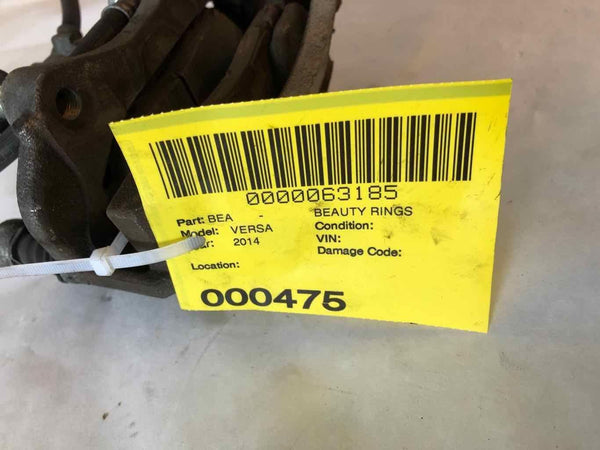 0000063185
Part: BEA - BEAUTY RINGS
Model: VERSA Condition:
2014 VIN:
Damage Code:
Location:
000475